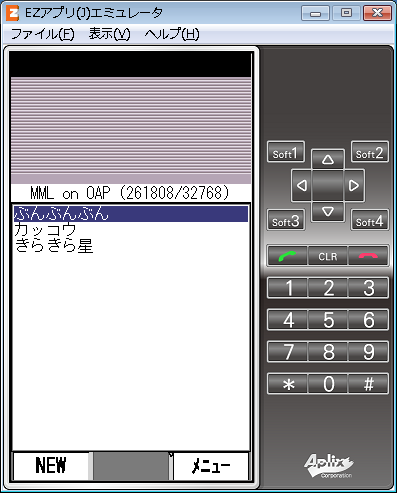 EZアプリ(J)エミュレータ
ファイル(F) 表示(V) ヘルプ(H)
MML on OAP (261808/32768)
ぶんぶんぶん
カッコウ
きらきら星
NEW メニュー
Soft1 Soft2
Soft3 Soft4
CLR
1 2 3
4 5 6
7 8 9
* 0 #
Aplix
Corporation